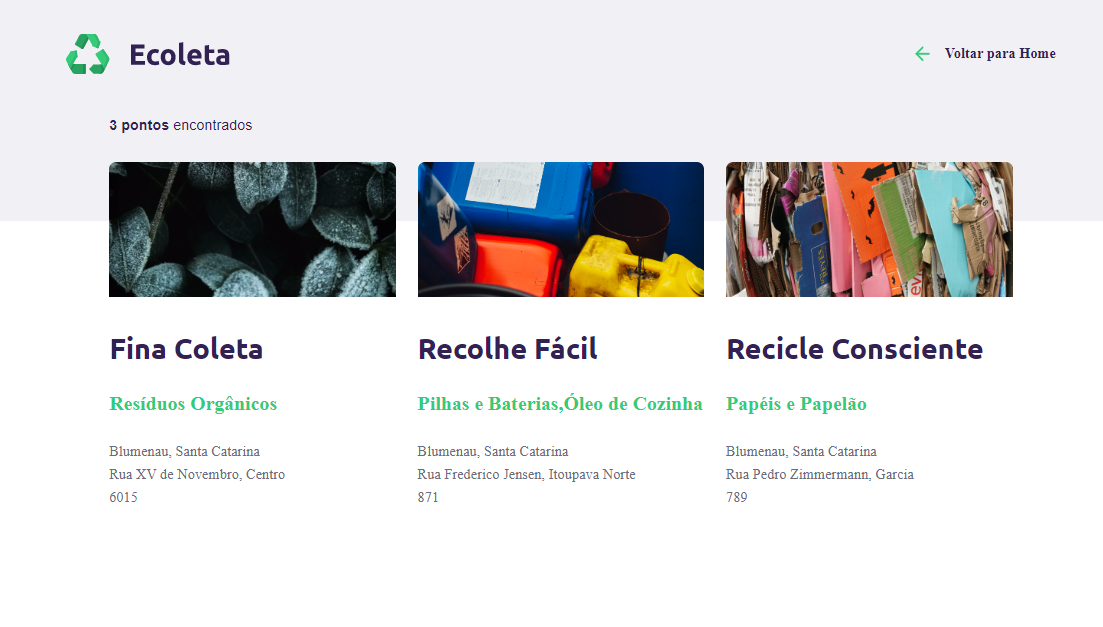 Ecoleta
Voltar para Home
3 pontos encontrados
Fina Coleta
Resíduos Orgânicos
Blumenau, Santa Catarina
Rua XV de Novembro, Centro
6015
Recolhe Fácil
Pilhas e Baterias,Óleo de Cozinha
Blumenau, Santa Catarina
Rua Frederico Jensen, Itoupava Norte
871
Recicle Consciente
Papéis e Papelão
Blumenau, Santa Catarina
Rua Pedro Zimmermann, Garcia
789